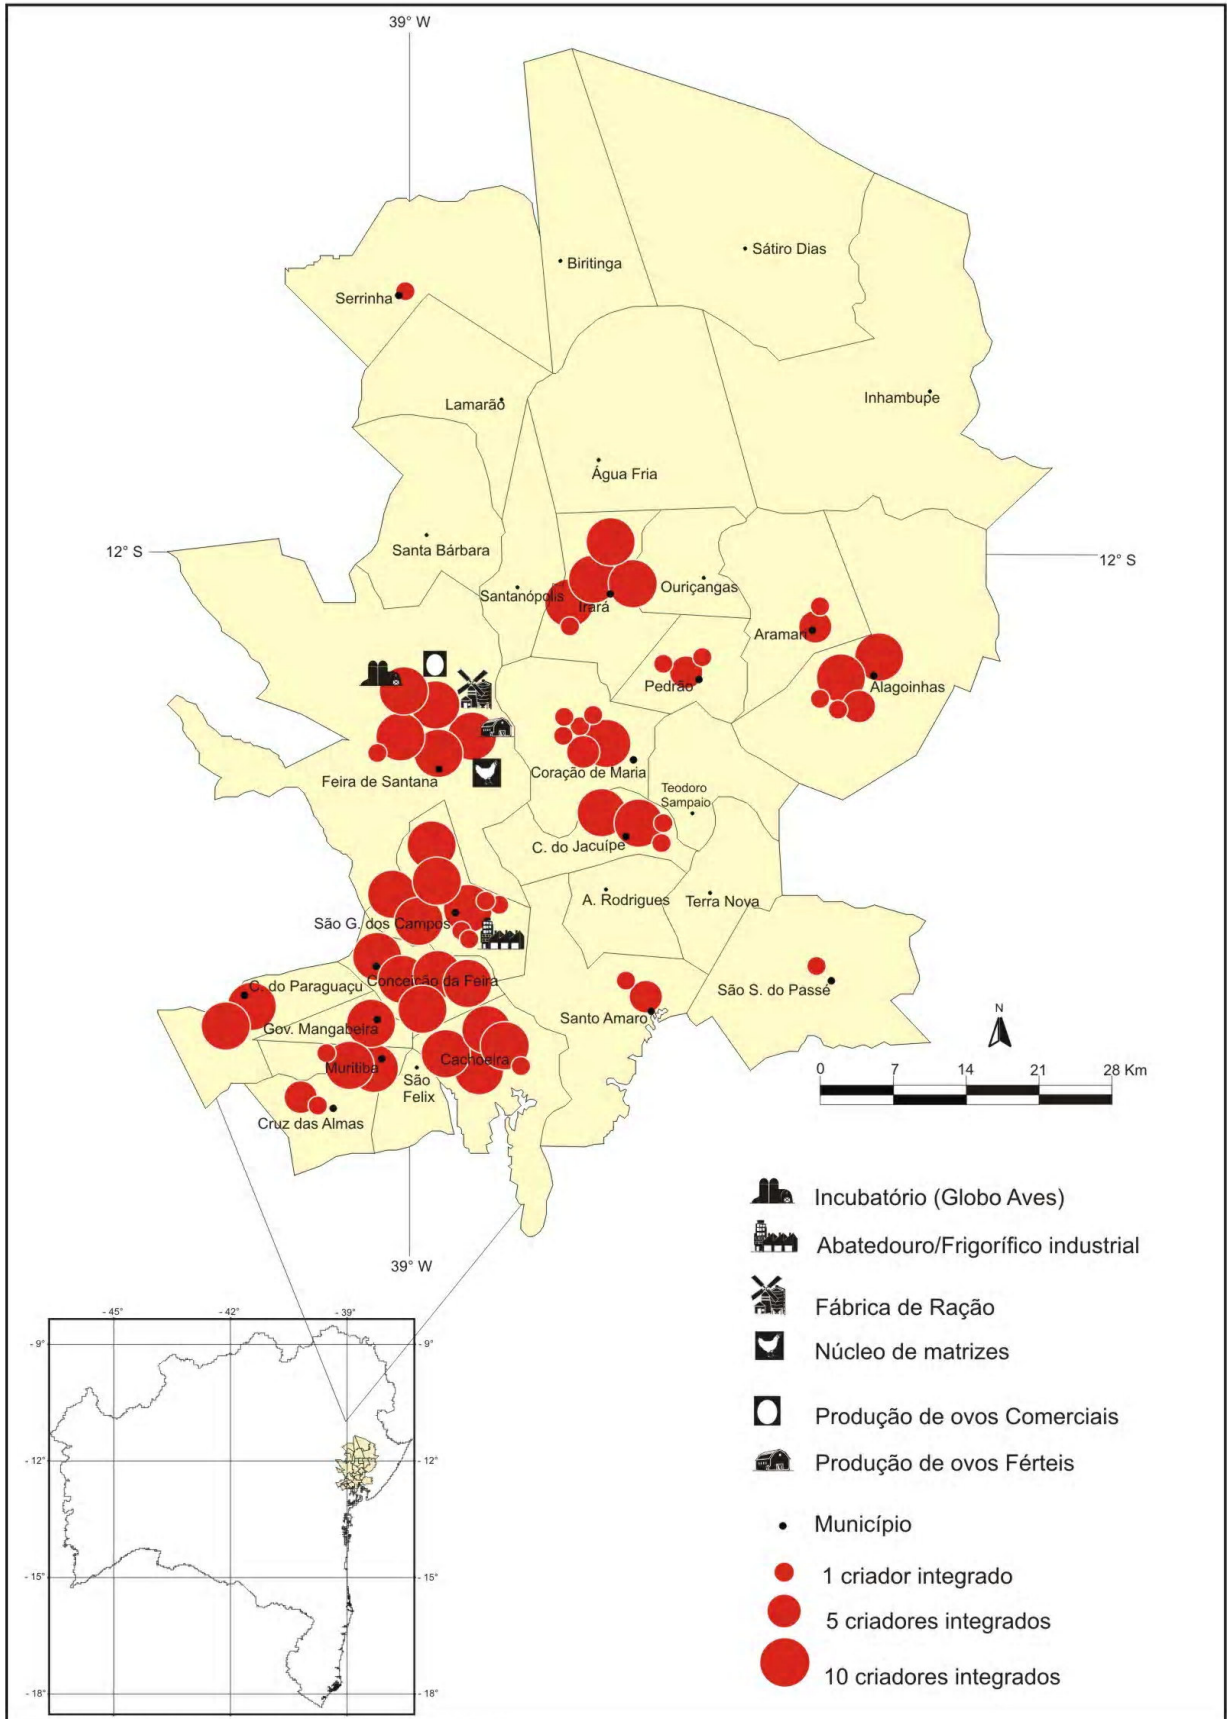 39° W
Sátiro Dias
Biritinga
Serrinha
Inhambupe
Lamarão
Água Fria
Santa Bárbara
12° S
12° S
Ouriçangas
Santanópolis
Irará
Araman
Pedrão
Alagoinhas
Feira de Santana
Coração de Maria
Teodoro
Sampaio
C. do Jacuípe
A. Rodrigues
Terra Nova
São G. dos Campos
Conceição da Feira
C. do Paraguaçu
São S. do Passé
Santo Amaro
Gov. Mangabeira
Cachoeira
Muritiba
São
Felix
Cruz das Almas
N
0 7 14 21 28 Km
39° W
Incubatório (Globo Aves)
Abatedouro/Frigorífico industrial
Fábrica de Ração
Núcleo de matrizes
Produção de ovos Comerciais
Produção de ovos Férteis
Município
1 criador integrado
5 criadores integrados
10 criadores integrados
- 45° - 42° - 39°
- 9° - 9°
- 12° - 12°
- 15° - 15°
- 18° - 18°